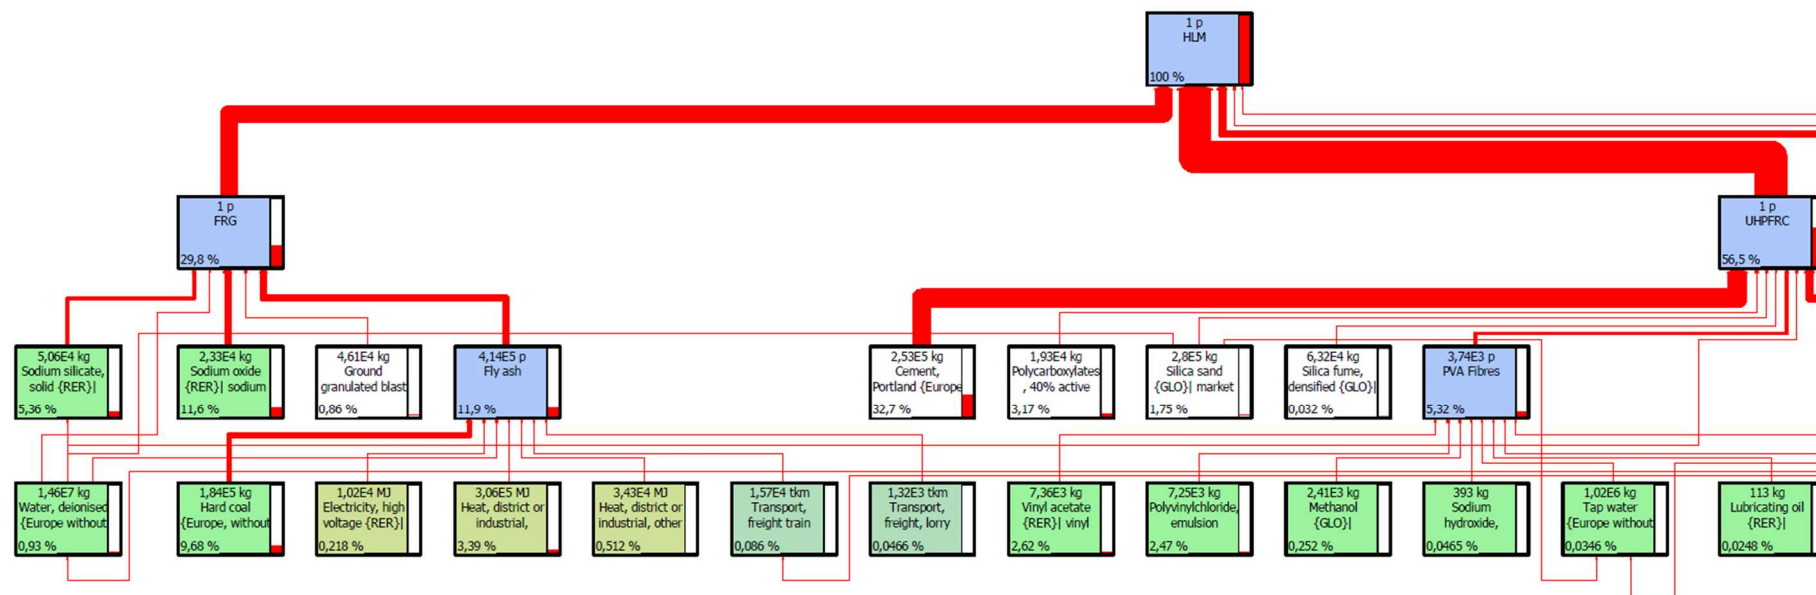 1 p
HLM
100 %
1 p
FRG
29,8 %
1 p
UHPFRC
56,5 %
5,06E4 kg
Sodium silicate,
solid {RER}|
5,36 %
2,33E4 kg
Sodium oxide
{RER}| sodium
11,6 %
4,61E4 kg
Ground
granulated blast
0,86 %
4,14E5 p
Fly ash
11,9 %
2,53E5 kg
Cement,
Portland {Europe
32,7 %
1,93E4 kg
Polycarboxylates
, 40% active
3,17 %
2,8E5 kg
Silica sand
{GLO}| market
1,75 %
6,32E4 kg
Silica fume,
densified {GLO}|
0,032 %
3,74E3 p
PVA Fibres
5,32 %
1,46E7 kg
Water, deionised
{Europe without
0,93 %
1,84E5 kg
Hard coal
{Europe, without
9,68 %
1,02E4 MJ
Electricity, high
voltage {RER}|
0,218 %
3,06E5 MJ
Heat, district or
industrial,
3,39 %
3,43E4 MJ
Heat, district or
industrial, other
0,512 %
1,57E4 tkm
Transport,
freight train
0,086 %
1,32E3 tkm
Transport,
freight, lorry
0,0466 %
7,36E3 kg
Vinyl acetate
{RER}| vinyl
2,62 %
7,25E3 kg
Polyvinylchloride,
emulsion
2,47 %
2,41E3 kg
Methanol
{GLO}|
0,252 %
393 kg
Sodium
hydroxide,
0,0465 %
1,02E6 kg
Tap water
{Europe without
0,0346 %
113 kg
Lubricating oil
{RER}|
0,0248 %